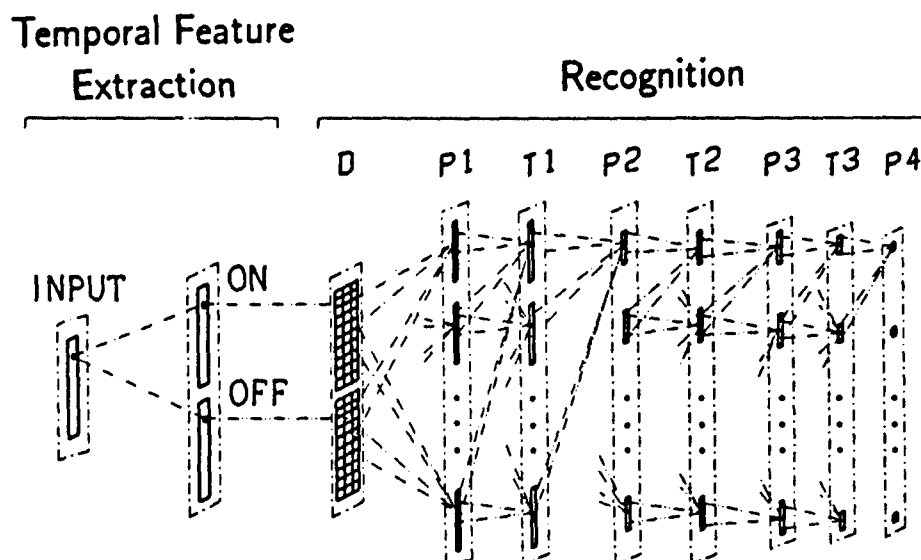 Temporal Feature
Extraction
Recognition
D P1 T1 P2 T2 P3 T3 P4
INPUT
ON
OFF